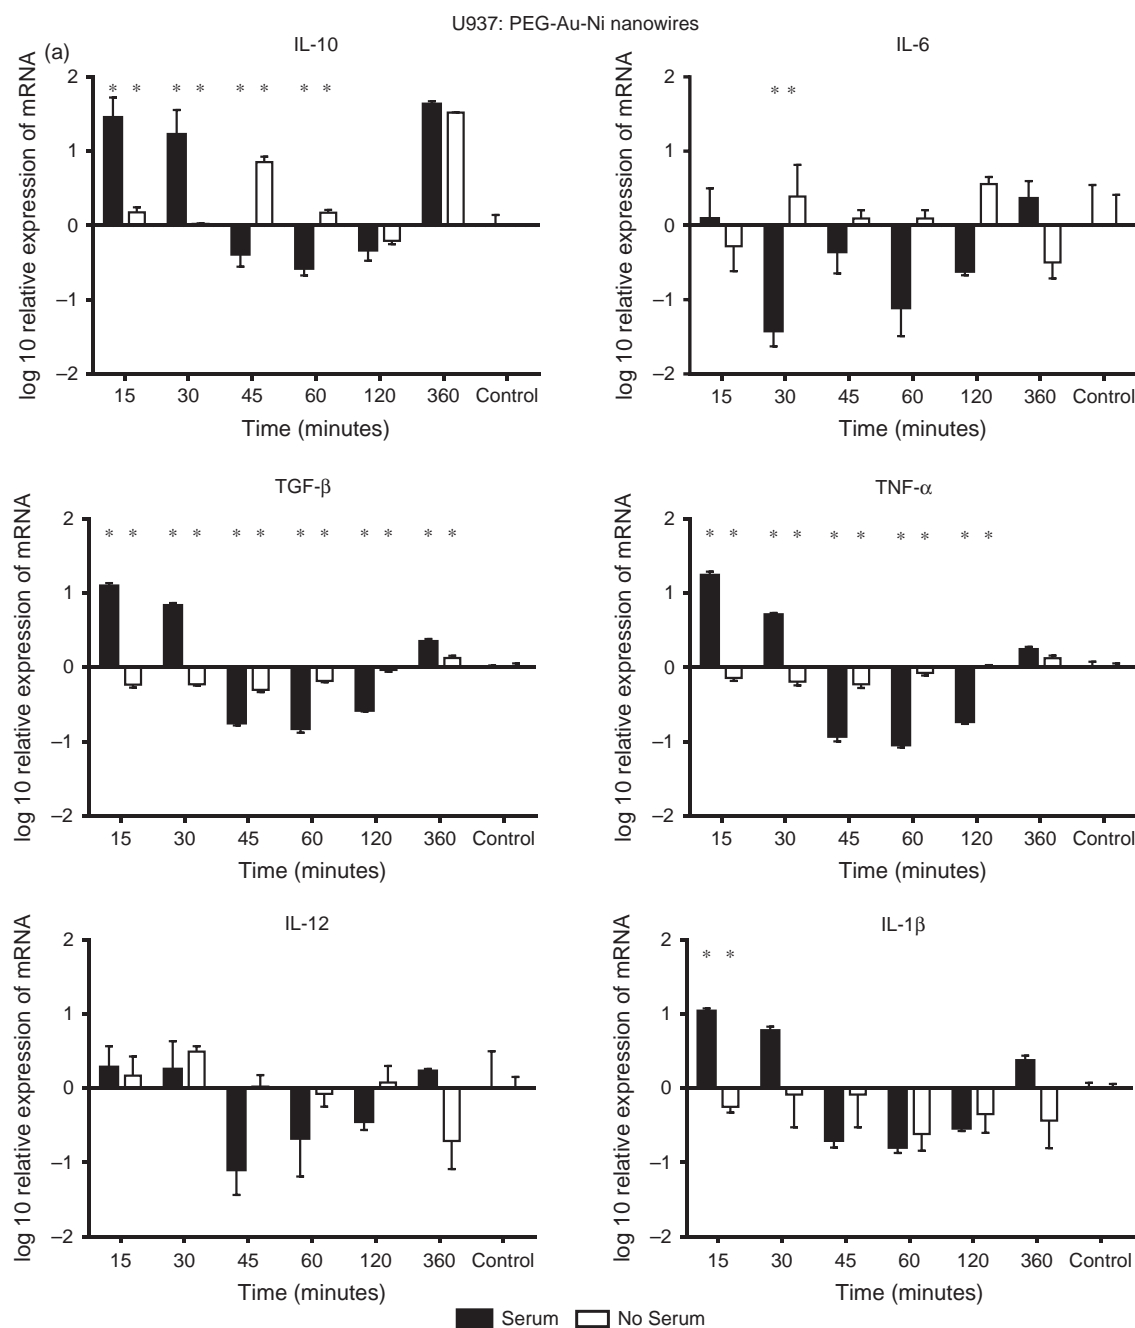 U937: PEG-Au-Ni nanowires
(a)
IL-10
log 10 relative expression of mRNA
2
1
0
–1
–2
* * * * * * * *
15 30 45 60 120 360 Control
Time (minutes)
IL-6
log 10 relative expression of mRNA
2
1
0
–1
–2
* *
15 30 45 60 120 360 Control
Time (minutes)
TGF-β
log 10 relative expression of mRNA
2
1
0
–1
–2
* * * * * * * * * * * *
15 30 45 60 120 360 Control
Time (minutes)
TNF-α
log 10 relative expression of mRNA
2
1
0
–1
–2
* * * * * * * * * *
15 30 45 60 120 360 Control
Time (minutes)
IL-12
log 10 relative expression of mRNA
2
1
0
–1
–2
15 30 45 60 120 360 Control
Time (minutes)
IL-1β
log 10 relative expression of mRNA
2
1
0
–1
–2
* *
15 30 45 60 120 360 Control
Time (minutes)
Serum No Serum